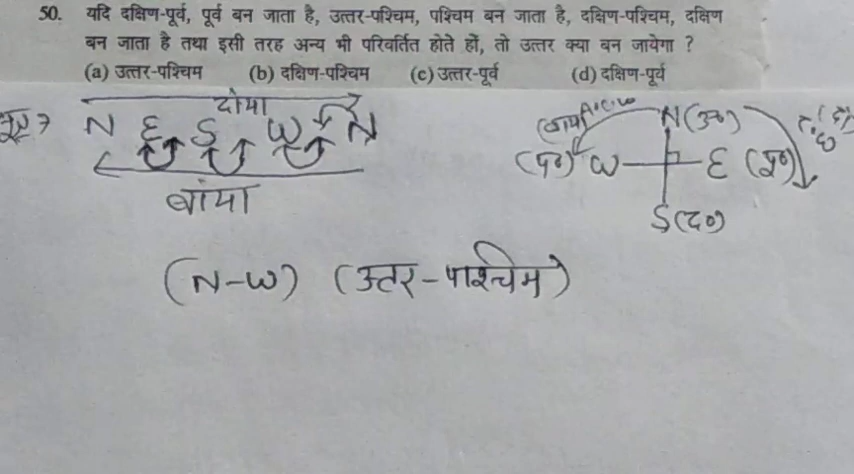 50. यदि दक्षिण-पूर्व, पूर्व बन जाता है, उत्तर-पश्चिम, पश्चिम बन जाता है, दक्षिण-पश्चिम, दक्षिण
बन जाता है तथा इसी तरह अन्य भी परिवर्तित होते हों, तो उत्तर क्या बन जायेगा ?
(a) उत्तर-पश्चिम (b) दक्षिण-पश्चिम (c) उत्तर-पूर्व (d) दक्षिण-पूर्व
दांया
N E S W N
बांया
(बायां A.C.W
N (उ०)
(प०) W E (पू०)
S (द०)
(N-W) (उत्तर-पश्चिम)